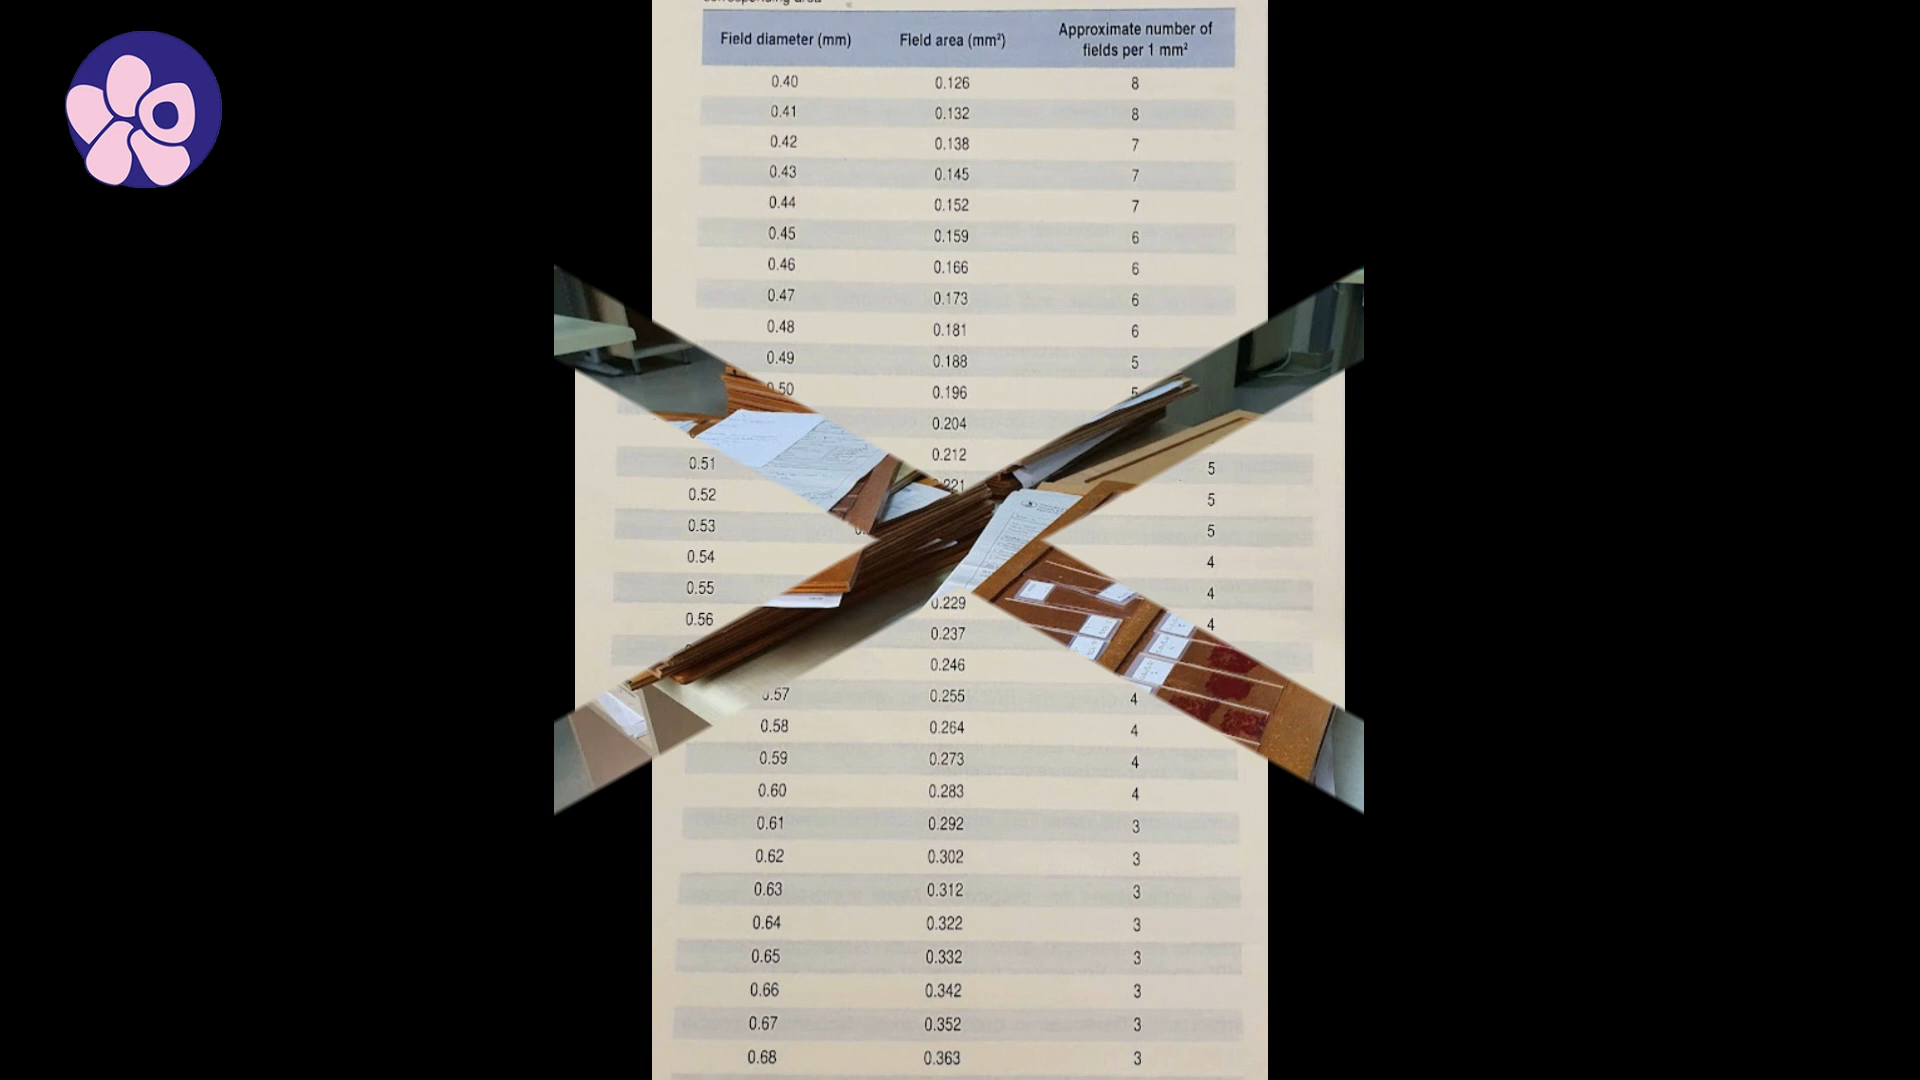 Field diameter (mm) Field area (mm²) Approximate number of fields per 1 mm²
0.40 0.126 8
0.41 0.132 8
0.42 0.138 7
0.43 0.145 7
0.44 0.152 7
0.45 0.159 6
0.46 0.166 6
0.47 0.173 6
0.48 0.181 6
0.49 0.188 5
0.196
0.204
0.212
0.51 5
0.52 5
0.53 5
0.54 4
0.55 4
0.229
0.56 4
0.237
0.246
0.255 4
0.58 0.264 4
0.59 0.273 4
0.60 0.283 4
0.61 0.292 3
0.62 0.302 3
0.63 0.312 3
0.64 0.322 3
0.65 0.332 3
0.66 0.342 3
0.67 0.352 3
0.68 0.363 3